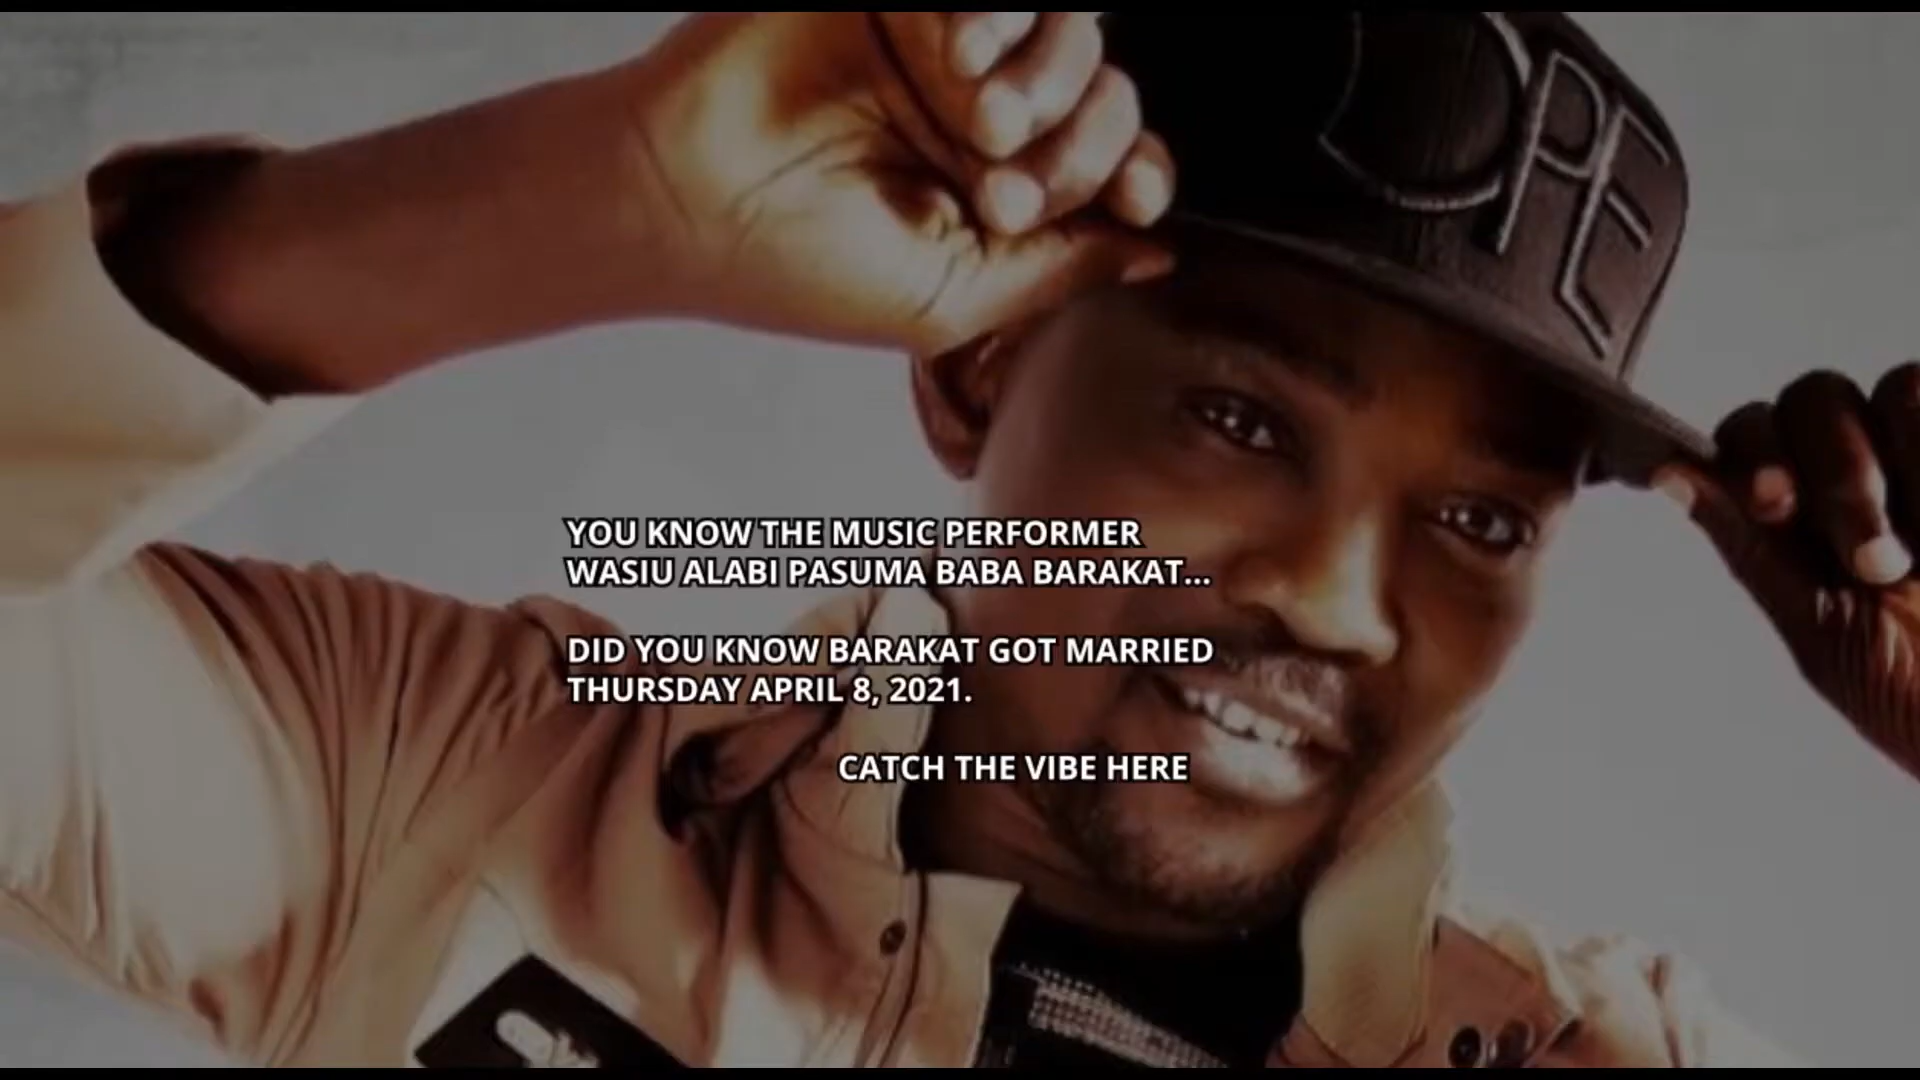 OPE
YOU KNOW THE MUSIC PERFORMER
WASIU ALABI PASUMA BABA BARAKAT...
DID YOU KNOW BARAKAT GOT MARRIED
THURSDAY APRIL 8, 2021.
CATCH THE VIBE HERE